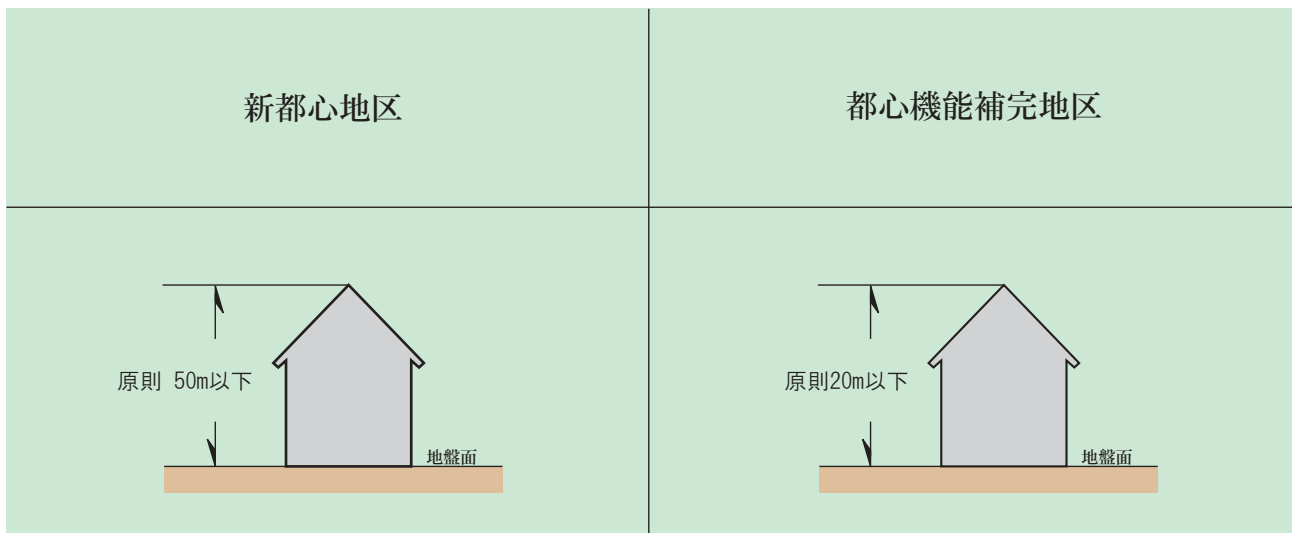 新都心地区
都心機能補完地区
原則 50m以下
地盤面
原則20m以下
地盤面